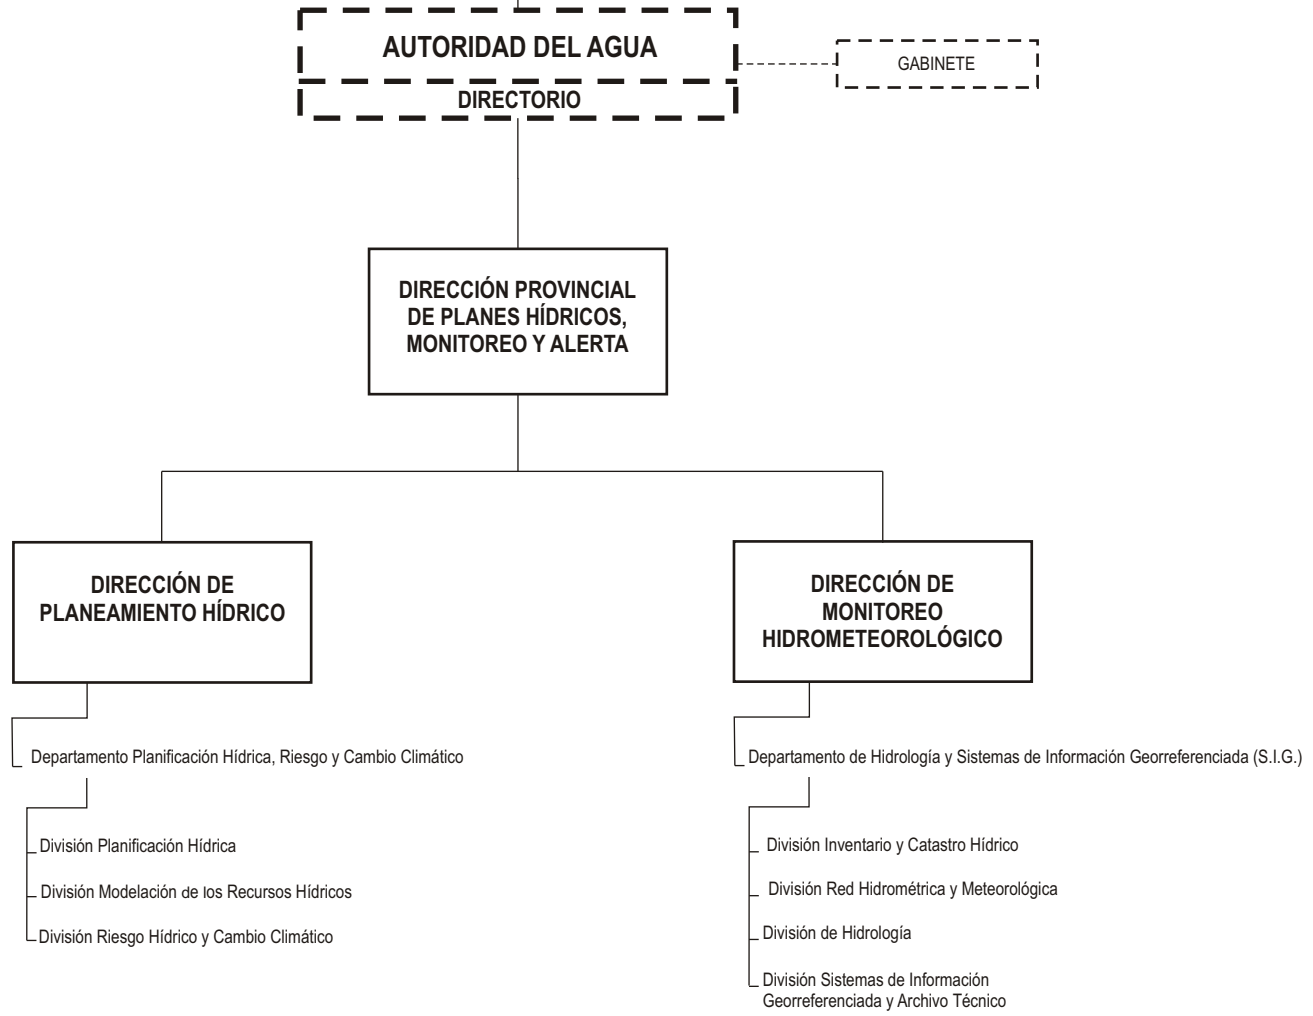 AUTORIDAD DEL AGUA
GABINETE
DIRECTORIO
DIRECCIÓN PROVINCIAL
DE PLANES HÍDRICOS,
MONITOREO Y ALERTA
DIRECCIÓN DE
PLANEAMIENTO HÍDRICO
DIRECCIÓN DE
MONITOREO
HIDROMETEOROLÓGICO
Departamento Planificación Hídrica, Riesgo y Cambio Climático
División Planificación Hídrica
División Modelación de los Recursos Hídricos
División Riesgo Hídrico y Cambio Climático
Departamento de Hidrología y Sistemas de Información Georreferenciada (S.I.G.)
División Inventario y Catastro Hídrico
División Red Hidrométrica y Meteorológica
División de Hidrología
División Sistemas de Información
Georreferenciada y Archivo Técnico